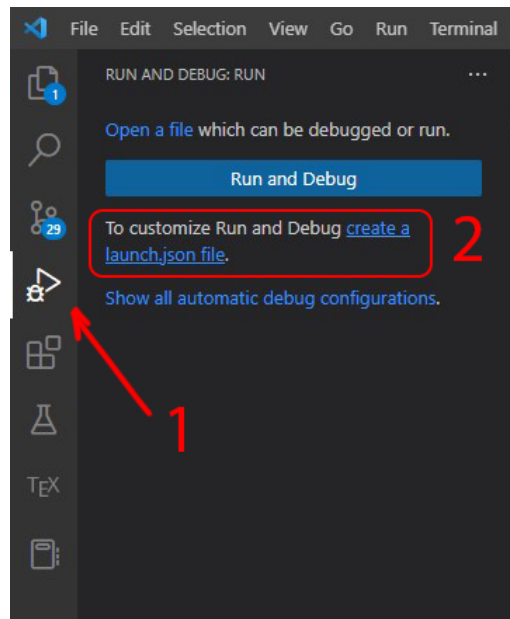 File Edit Selection View Go Run Terminal
RUN AND DEBUG: RUN ...
1
Open a file which can be debugged or run.
Run and Debug
29
To customize Run and Debug create a
launch.json file.
2
Show all automatic debug configurations.
1
TEX